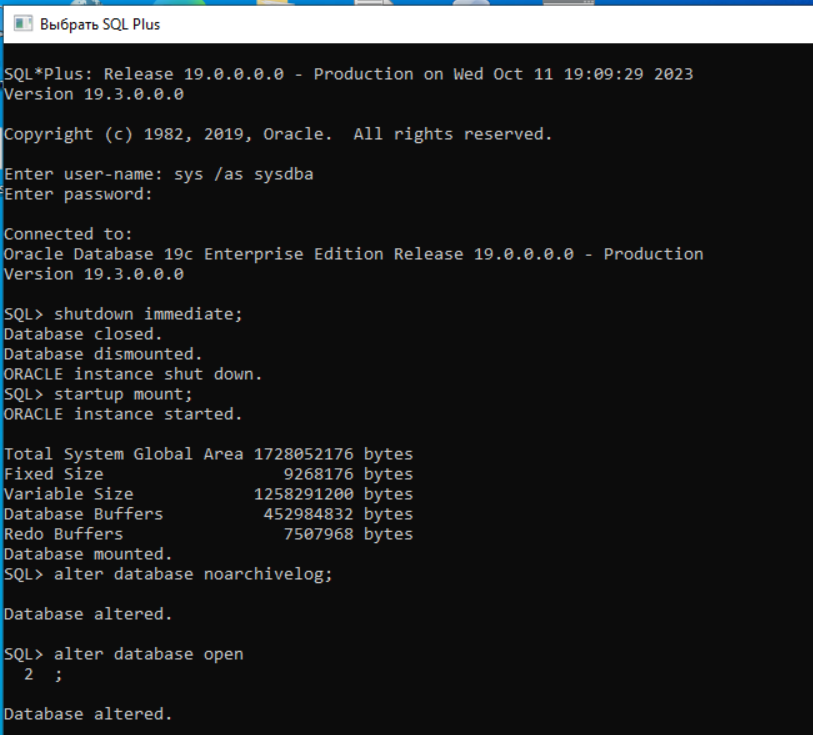 Выбрать SQL Plus
SQL*Plus: Release 19.0.0.0.0 - Production on Wed Oct 11 19:09:29 2023
Version 19.3.0.0.0
Copyright (c) 1982, 2019, Oracle.  All rights reserved.
Enter user-name: sys /as sysdba
Enter password:
Connected to:
Oracle Database 19c Enterprise Edition Release 19.0.0.0.0 - Production
Version 19.3.0.0.0
SQL> shutdown immediate;
Database closed.
Database dismounted.
ORACLE instance shut down.
SQL> startup mount;
ORACLE instance started.
Total System Global Area 1728052176 bytes
Fixed Size                  9268176 bytes
Variable Size            1258291200 bytes
Database Buffers          452984832 bytes
Redo Buffers                7507968 bytes
Database mounted.
SQL> alter database noarchivelog;
Database altered.
SQL> alter database open
  2  ;
Database altered.